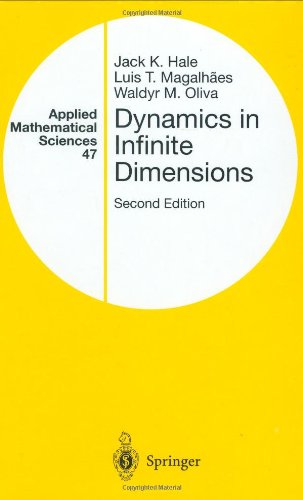 Jack K. Hale
Luis T. Magalhães
Waldyr M. Oliva
Applied
Mathematical
Sciences
47
Dynamics in
Infinite
Dimensions
Second Edition
Springer